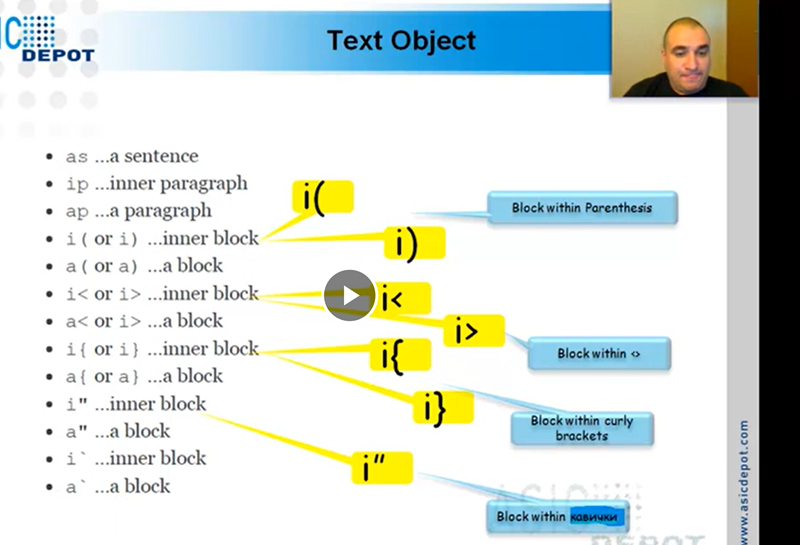 IC
DEPOT
Text Object
as ...a sentence
ip ...inner paragraph
ap ...a paragraph
i( or i) ...inner block
a( or a) ...a block
i< or i> ...inner block
a< or i> ...a block
i{ or i} ...inner block
a{ or a} ...a block
i" ...inner block
a" ...a block
i` ...inner block
a` ...a block
i(
i)
i<
i>
i{
i}
i"
Block within Parenthesis
Block within <>
Block within curly
brackets
Block within кавички
ASIC
DEPOT
www.asicdepot.com